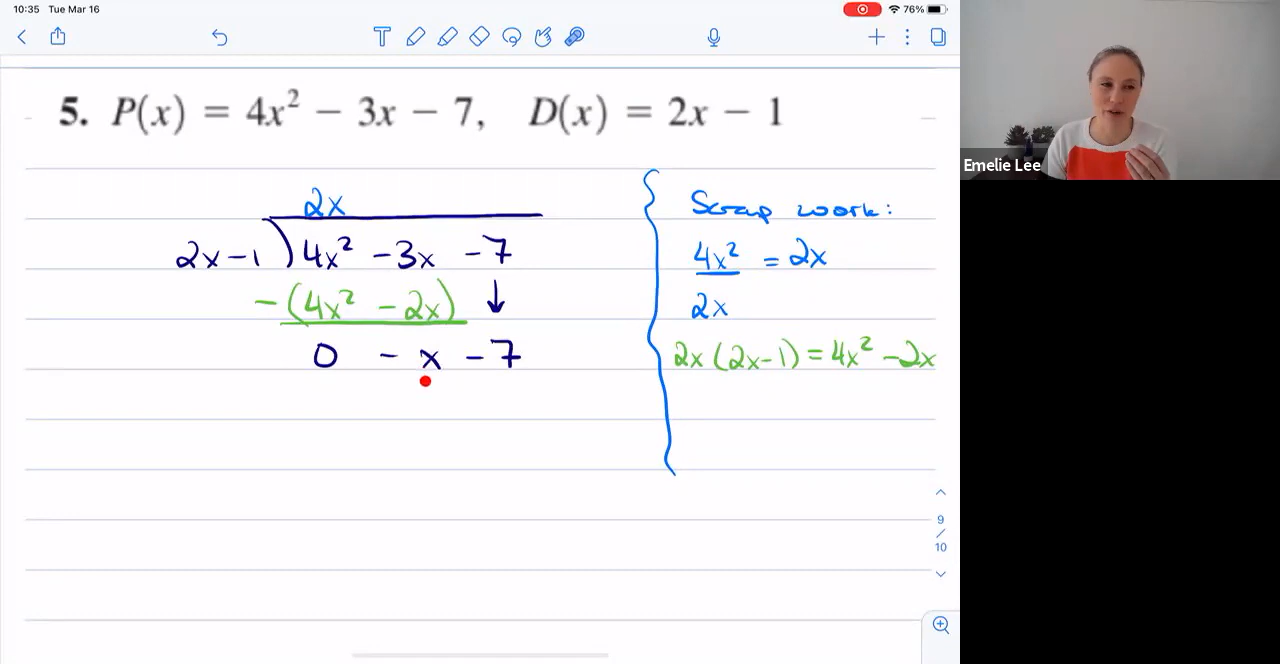 10:35 Tue Mar 16
76%
5. P(x) = 4x² − 3x − 7, D(x) = 2x − 1
2x
2x-1 ) 4x² -3x -7
-(4x² -2x) ↓
0 - x -7
Scrap work:
4x² = 2x
2x
2x(2x-1) = 4x² -2x
Emelie Lee
9
/
10